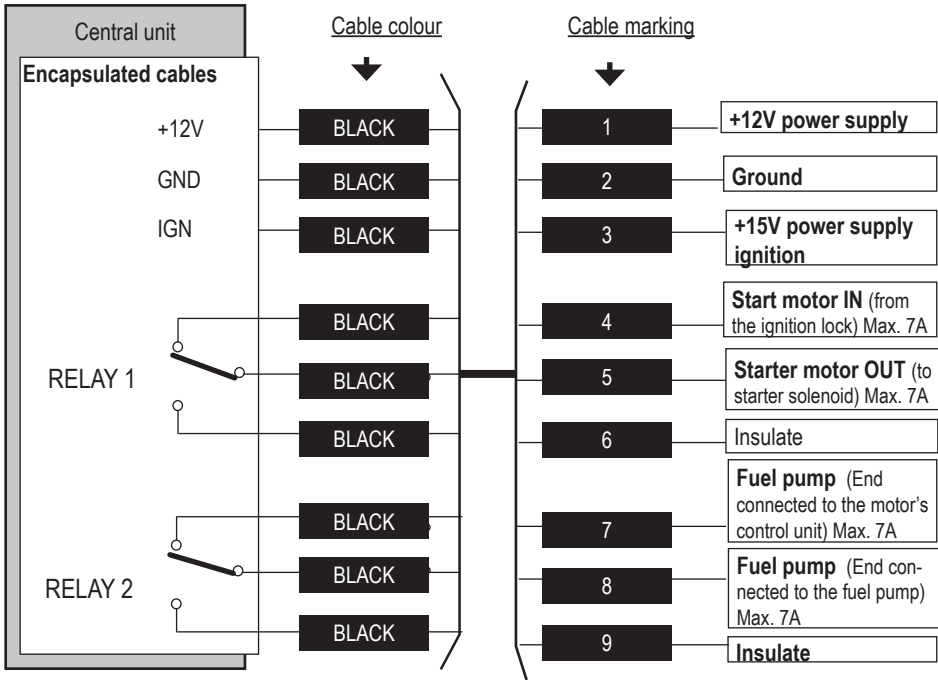 Central unit
Cable colour
Cable marking
Encapsulated cables
+12V
BLACK
1
+12V power supply
GND
BLACK
2
Ground
IGN
BLACK
3
+15V power supply
ignition
RELAY 1
BLACK
4
Start motor IN (from
the ignition lock) Max. 7A
BLACK
5
Starter motor OUT (to
starter solenoid) Max. 7A
BLACK
6
Insulate
RELAY 2
BLACK
7
Fuel pump (End
connected to the motor's
control unit) Max. 7A
BLACK
8
Fuel pump (End con-
nected to the fuel pump)
Max. 7A
BLACK
9
Insulate